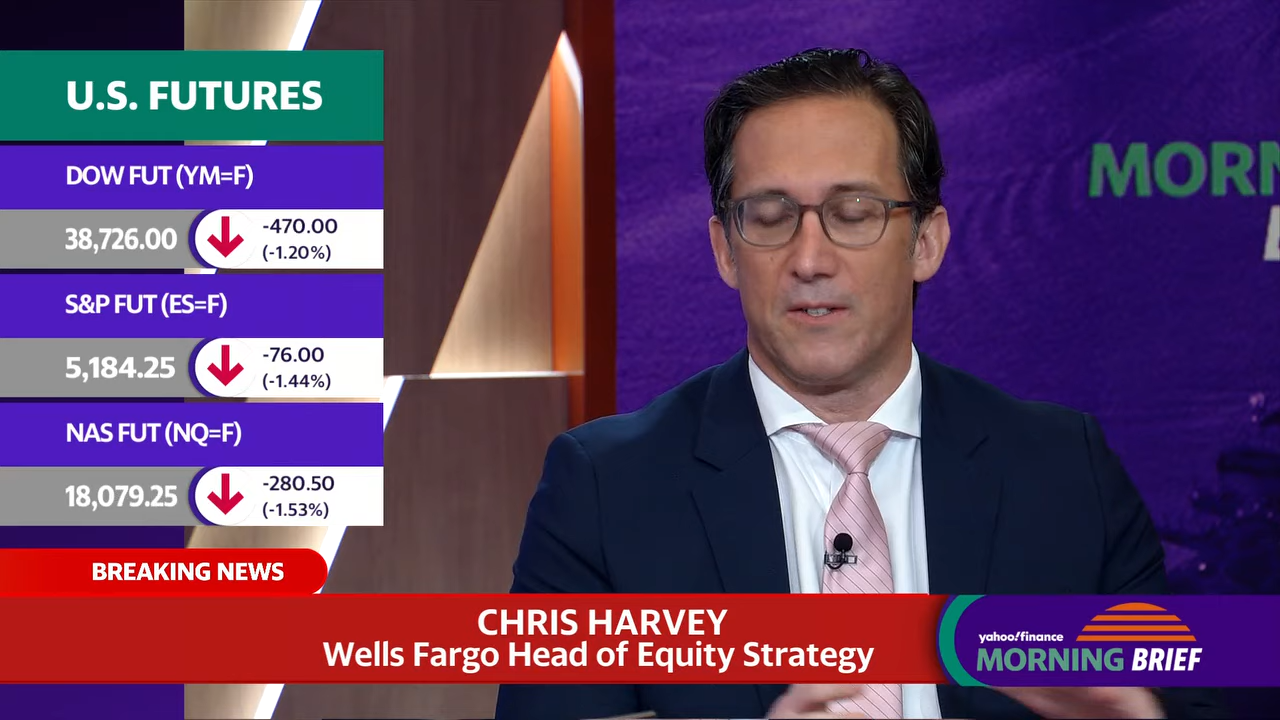 U.S. FUTURES
DOW FUT (YM=F)
38,726.00
-470.00
(-1.20%)
S&P FUT (ES=F)
5,184.25
-76.00
(-1.44%)
NAS FUT (NQ=F)
18,079.25
-280.50
(-1.53%)
MORN
BREAKING NEWS
CHRIS HARVEY
Wells Fargo Head of Equity Strategy
yahoo!finance
MORNING BRIEF